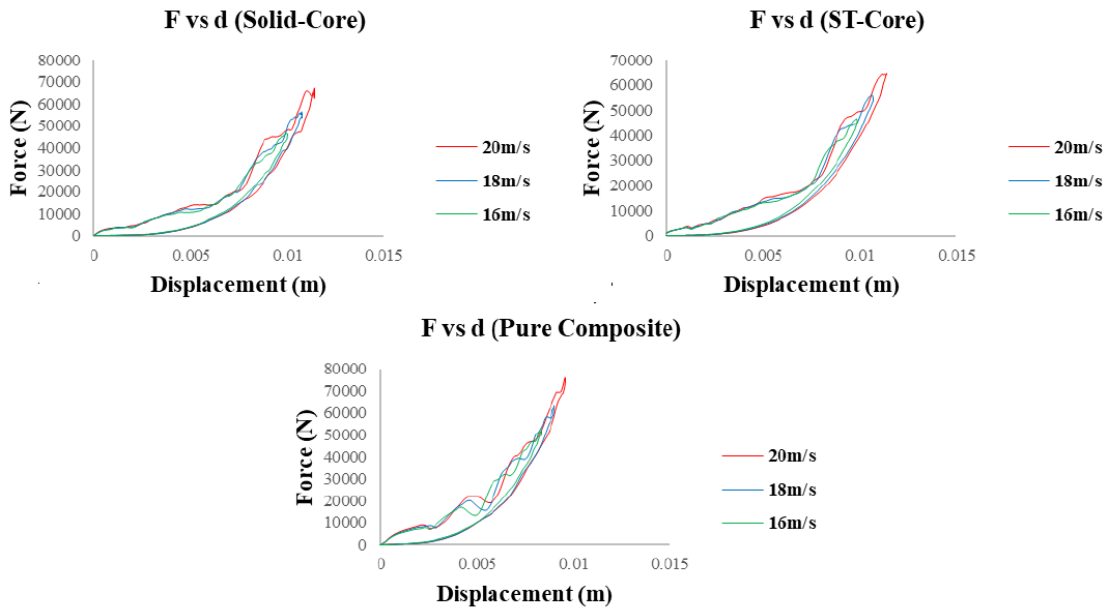 F vs d (Solid-Core)
80000
70000
60000
50000
40000
30000
20000
10000
0
Force (N)
0 0.005 0.01 0.015
Displacement (m)
20m/s
18m/s
16m/s
F vs d (ST-Core)
70000
60000
50000
40000
30000
20000
10000
0
Force (N)
0 0.005 0.01 0.015
Displacement (m)
20m/s
18m/s
16m/s
F vs d (Pure Composite)
80000
70000
60000
50000
40000
30000
20000
10000
0
Force (N)
0 0.005 0.01 0.015
Displacement (m)
20m/s
18m/s
16m/s